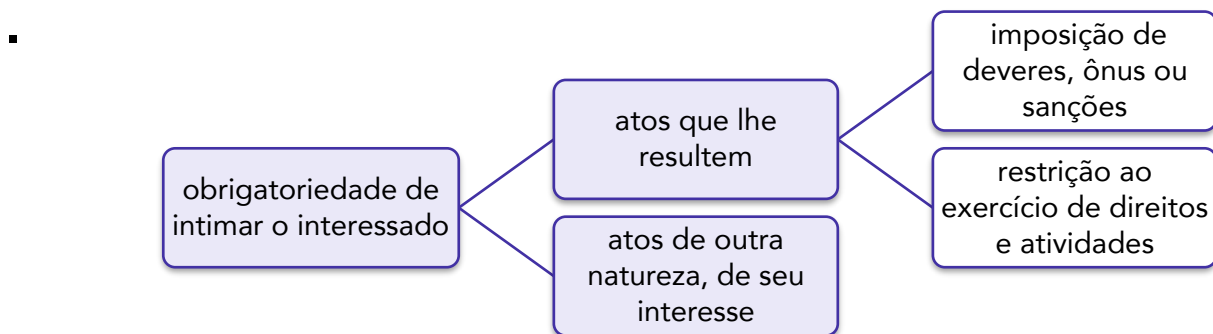 ▪
obrigatoriedade de
intimar o interessado
atos que lhe
resultem
imposição de
deveres, ônus ou
sanções
restrição ao
exercício de direitos
e atividades
atos de outra
natureza, de seu
interesse